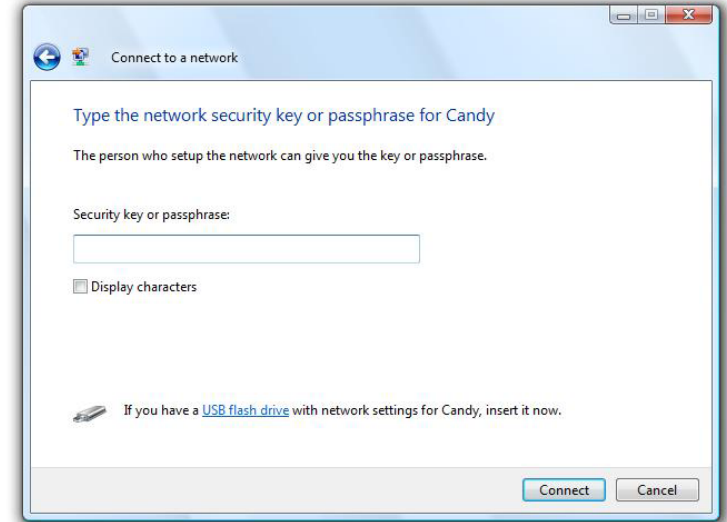 Connect to a network
Type the network security key or passphrase for Candy
The person who setup the network can give you the key or passphrase.
Security key or passphrase:
Display characters
If you have a USB flash drive with network settings for Candy, insert it now.
Connect Cancel